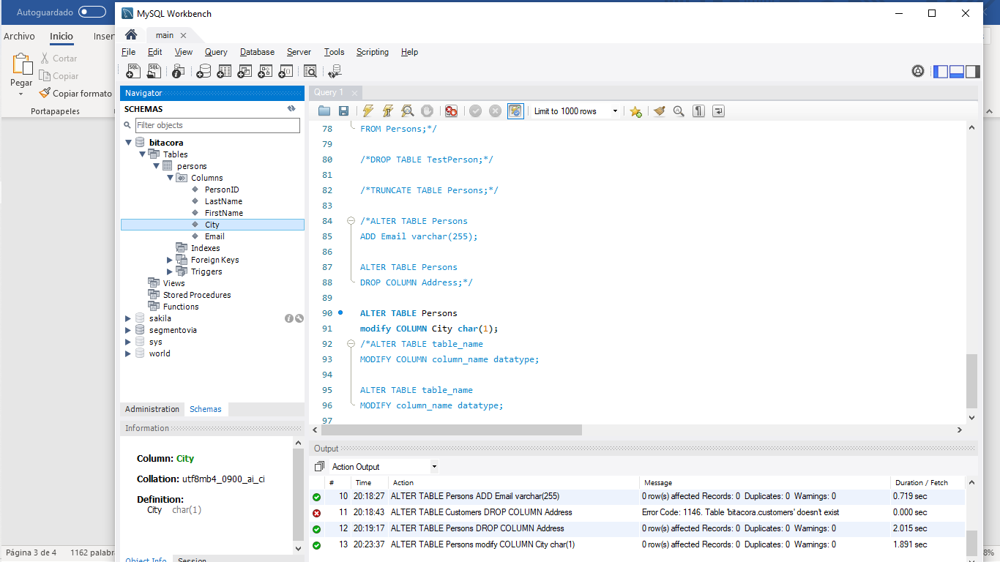 Autoguardado
MySQL Workbench
main
Archivo Inicio Inser
File Edit View Query Database Server Tools Scripting Help
Cortar
Copiar
Pegar
Copiar formato
Portapapeles
Navigator
SCHEMAS
Filter objects
bitacora
Tables
persons
Columns
PersonID
LastName
FirstName
City
Email
Indexes
Foreign Keys
Triggers
Views
Stored Procedures
Functions
sakila
segmentovia
sys
world
Administration Schemas
Information
Column: City
Collation: utf8mb4_0900_ai_ci
Definition:
City char(1)
Object Info Session
Query 1
Limit to 1000 rows
78 FROM Persons;*/
79
80 /*DROP TABLE TestPerson;*/
81
82 /*TRUNCATE TABLE Persons;*/
83
84 /*ALTER TABLE Persons
85 ADD Email varchar(255);
86
87 ALTER TABLE Persons
88 DROP COLUMN Address;*/
89
90 ALTER TABLE Persons
91 modify COLUMN City char(1);
92 /*ALTER TABLE table_name
93 MODIFY COLUMN column_name datatype;
94
95 ALTER TABLE table_name
96 MODIFY column_name datatype;
97
Output
Action Output
# Time Action Message Duration / Fetch
10 20:18:27 ALTER TABLE Persons ADD Email varchar(255) 0 row(s) affected Records: 0 Duplicates: 0 Warnings: 0 0.719 sec
11 20:18:43 ALTER TABLE Customers DROP COLUMN Address Error Code: 1146. Table 'bitacora.customers' doesn't exist 0.000 sec
12 20:19:17 ALTER TABLE Persons DROP COLUMN Address 0 row(s) affected Records: 0 Duplicates: 0 Warnings: 0 2.015 sec
13 20:23:37 ALTER TABLE Persons modify COLUMN City char(1) 0 row(s) affected Records: 0 Duplicates: 0 Warnings: 0 1.891 sec
Página 3 de 4 1162 palabr
8%